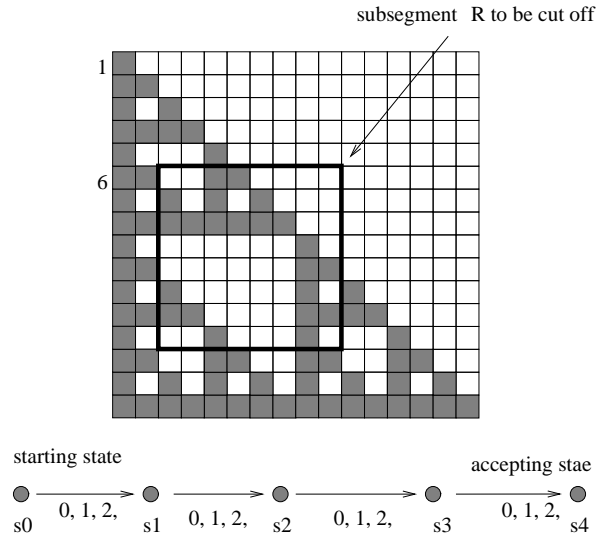 subsegment R to be cut off
1
6
starting state
accepting stae
0, 1, 2,
0, 1, 2,
0, 1, 2,
0, 1, 2,
s0 s1 s2 s3 s4